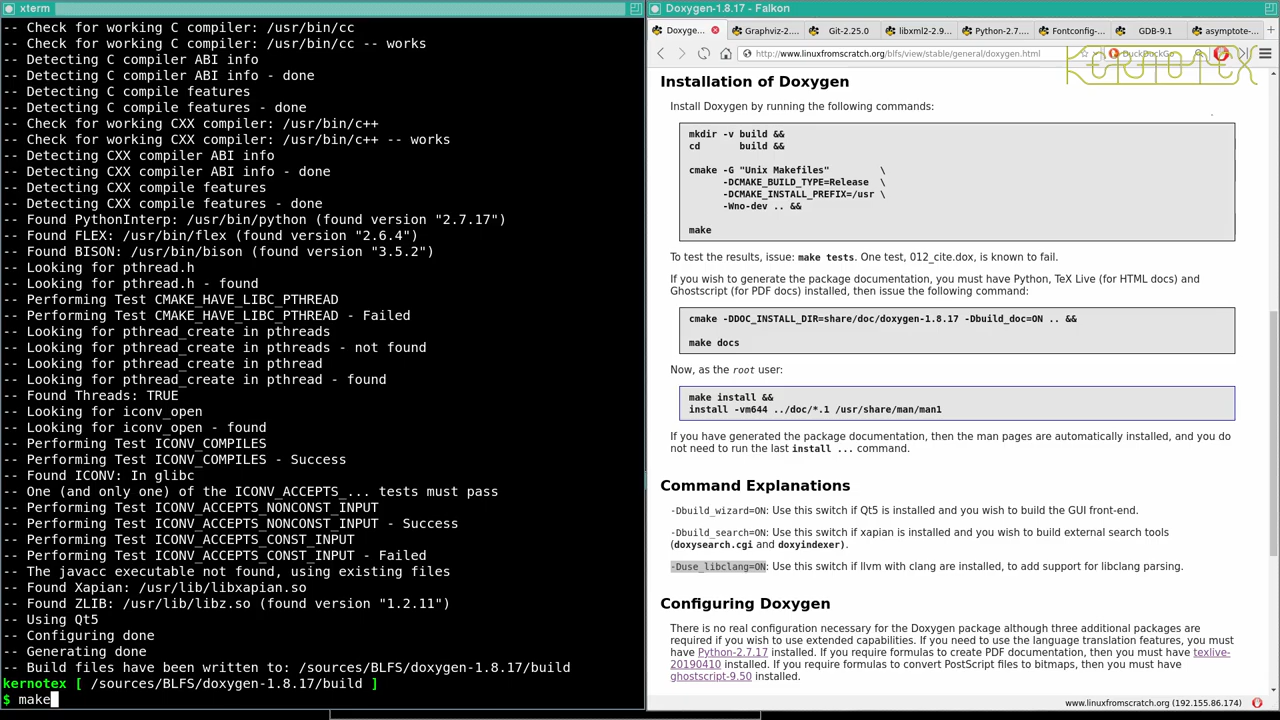 xterm
-- Check for working C compiler: /usr/bin/cc
-- Check for working C compiler: /usr/bin/cc -- works
-- Detecting C compiler ABI info
-- Detecting C compiler ABI info - done
-- Detecting C compile features
-- Detecting C compile features - done
-- Check for working CXX compiler: /usr/bin/c++
-- Check for working CXX compiler: /usr/bin/c++ -- works
-- Detecting CXX compiler ABI info
-- Detecting CXX compiler ABI info - done
-- Detecting CXX compile features
-- Detecting CXX compile features - done
-- Found PythonInterp: /usr/bin/python (found version "2.7.17")
-- Found FLEX: /usr/bin/flex (found version "2.6.4")
-- Found BISON: /usr/bin/bison (found version "3.5.2")
-- Looking for pthread.h
-- Looking for pthread.h - found
-- Performing Test CMAKE_HAVE_LIBC_PTHREAD
-- Performing Test CMAKE_HAVE_LIBC_PTHREAD - Failed
-- Looking for pthread_create in pthreads
-- Looking for pthread_create in pthreads - not found
-- Looking for pthread_create in pthread
-- Looking for pthread_create in pthread - found
-- Found Threads: TRUE
-- Looking for iconv_open
-- Looking for iconv_open - found
-- Performing Test ICONV_COMPILES
-- Performing Test ICONV_COMPILES - Success
-- Found ICONV: In glibc
-- One (and only one) of the ICONV_ACCEPTS_... tests must pass
-- Performing Test ICONV_ACCEPTS_NONCONST_INPUT
-- Performing Test ICONV_ACCEPTS_NONCONST_INPUT - Success
-- Performing Test ICONV_ACCEPTS_CONST_INPUT
-- Performing Test ICONV_ACCEPTS_CONST_INPUT - Failed
-- The javacc executable not found, using existing files
-- Found Xapian: /usr/lib/libxapian.so
-- Found ZLIB: /usr/lib/libz.so (found version "1.2.11")
-- Using Qt5
-- Configuring done
-- Generating done
-- Build files have been written to: /sources/BLFS/doxygen-1.8.17/build
kernotex [ /sources/BLFS/doxygen-1.8.17/build ]
$ make
Doxygen-1.8.17 - Falkon
Doxyge... Graphviz-2... Git-2.25.0 libxml2-2.9... Python-2.7.... Fontconfig-... GDB-9.1 asymptote-...
http://www.linuxfromscratch.org/blfs/view/stable/general/doxygen.html DuckDuckGo
KERNOTEX
Installation of Doxygen
Install Doxygen by running the following commands:
mkdir -v build &&
cd build &&
cmake -G "Unix Makefiles" \
-DCMAKE_BUILD_TYPE=Release \
-DCMAKE_INSTALL_PREFIX=/usr \
-Wno-dev .. &&
make
To test the results, issue: make tests. One test, 012_cite.dox, is known to fail.
If you wish to generate the package documentation, you must have Python, TeX Live (for HTML docs) and
Ghostscript (for PDF docs) installed, then issue the following command:
cmake -DDOC_INSTALL_DIR=share/doc/doxygen-1.8.17 -Dbuild_doc=ON .. &&
make docs
Now, as the root user:
make install &&
install -vm644 ../doc/*.1 /usr/share/man/man1
If you have generated the package documentation, then the man pages are automatically installed, and you do
not need to run the last install ... command.
Command Explanations
-Dbuild_wizard=ON: Use this switch if Qt5 is installed and you wish to build the GUI front-end.
-Dbuild_search=ON: Use this switch if xapian is installed and you wish to build external search tools
(doxysearch.cgi and doxyindexer).
-Duse_libclang=ON: Use this switch if llvm with clang are installed, to add support for libclang parsing.
Configuring Doxygen
There is no real configuration necessary for the Doxygen package although three additional packages are
required if you wish to use extended capabilities. If you need to use the language translation features, you must
have Python-2.7.17 installed. If you require formulas to create PDF documentation, then you must have texlive-
20190410 installed. If you require formulas to convert PostScript files to bitmaps, then you must have
ghostscript-9.50 installed.
www.linuxfromscratch.org (192.155.86.174)